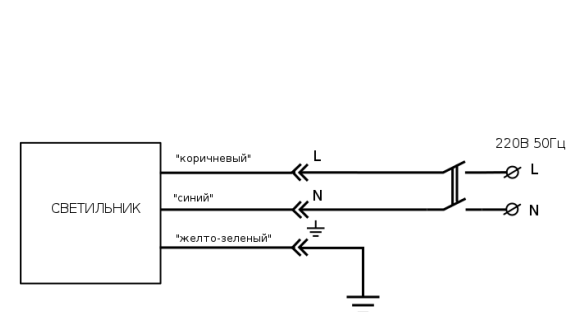 220В 50Гц
"коричневый"
L
L
"синий"
N
N
СВЕТИЛЬНИК
"желто-зеленый"